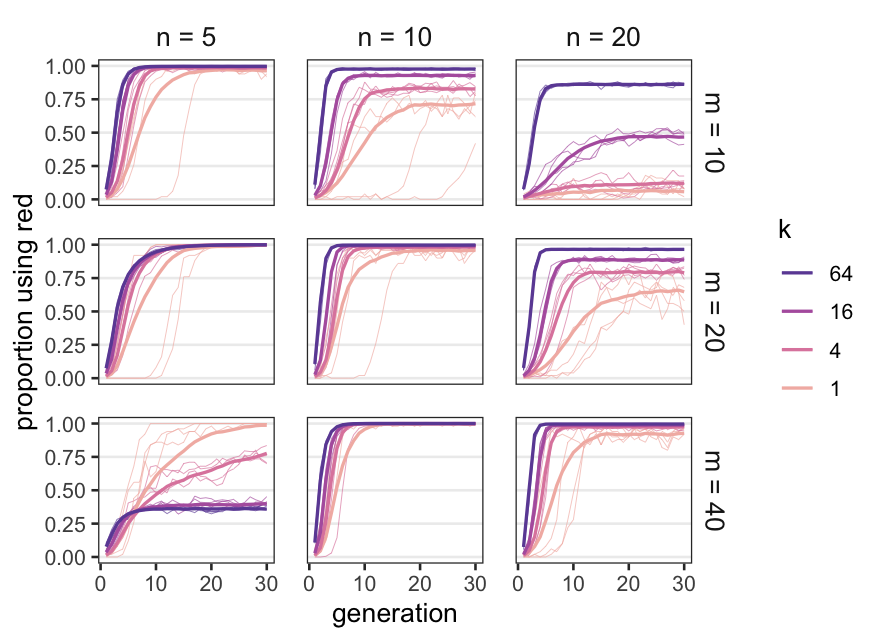 n = 5 n = 10 n = 20
1.00
0.75
0.50
0.25
0.00
m = 10
1.00
0.75
0.50
0.25
0.00
m = 20
1.00
0.75
0.50
0.25
0.00
m = 40
0 10 20 30 0 10 20 30 0 10 20 30
generation
proportion using red
k
64
16
4
1